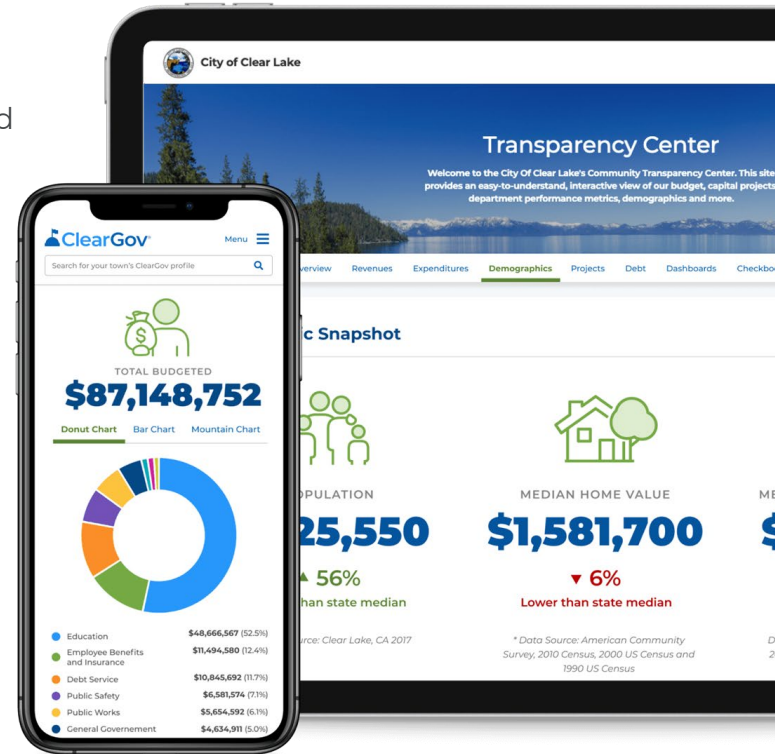 City of Clear Lake
Transparency Center
Welcome to the City Of Clear Lake's Community Transparency Center. This site
provides an easy-to-understand, interactive view of our budget, capital projects
department performance metrics, demographics and more.
Revenues Expenditures Demographics Projects Debt Dashboards
Snapshot
25,550
56%
than state median
Clear Lake, CA 2017
MEDIAN HOME VALUE
$1,581,700
6%
Lower than state median
* Data Source: American Community
Survey, 2010 Census, 2000 US Census and
1990 US Census
ClearGov
Menu
Search for your town's ClearGov profile
TOTAL BUDGETED
$87,148,752
Donut Chart Bar Chart Mountain Chart
Education $48,666,567 (52.5%)
Employee Benefits
and Insurance $11,494,580 (12.4%)
Debt Service $10,845,692 (11.7%)
Public Safety $6,581,574 (7.1%)
Public Works $5,654,592 (6.1%)
General Governement $4,634,911 (5.0%)